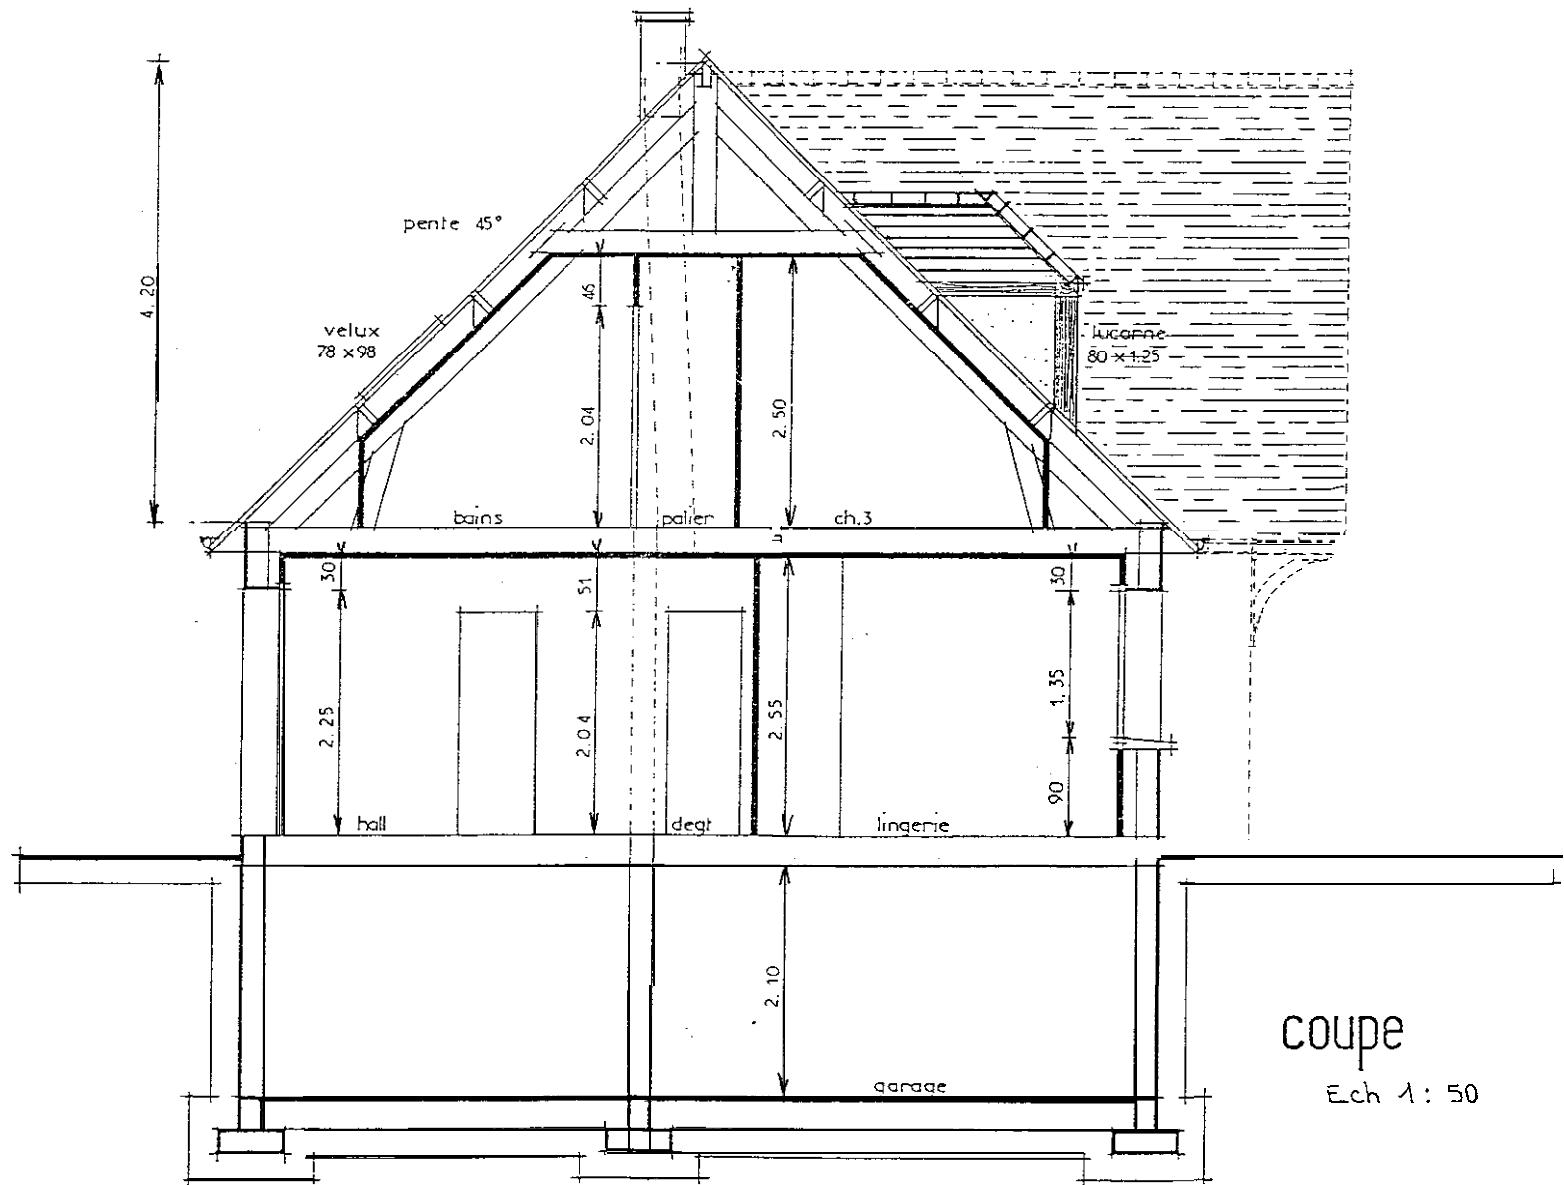 pente 45°
4.20
46
velux
78 x 98
lucarne
80 x 1.25
2.04
2.50
bains
palier
ch.3
30
51
30
2.25
2.04
2.55
1.35
90
hall
degt
lingerie
2.10
garage
coupe
Ech 1 : 50